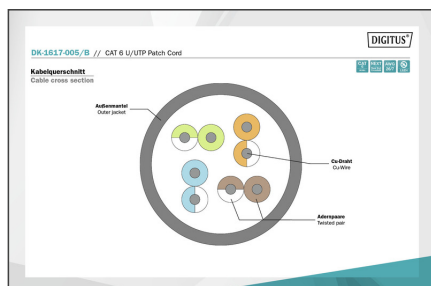 DIGITUS®
DK-1617-005/B // CAT 6 U/UTP Patch Cord
Kabelquerschnitt
Cable cross section
Außenmantel
Outer jacket
Cu-Draht
Cu-Wire
Adernpaare
Twisted pair